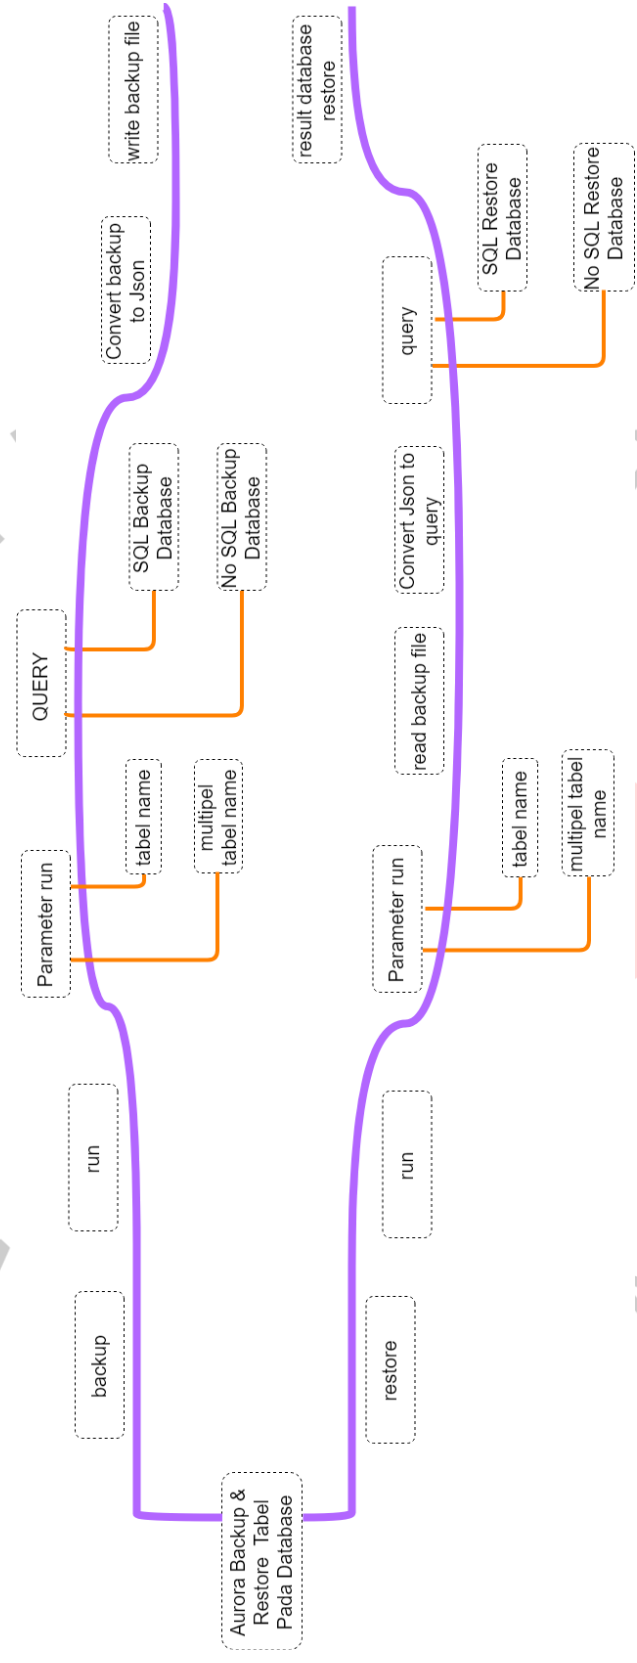 Aurora Backup &
Restore Tabel
Pada Database
backup
run
Parameter run
tabel name
multipel
tabel name
QUERY
SQL Backup
Database
No SQL Backup
Database
Convert backup
to Json
write backup file
restore
run
Parameter run
tabel name
multipel tabel
name
read backup file
Convert Json to
query
query
SQL Restore
Database
No SQL Restore
Database
result database
restore